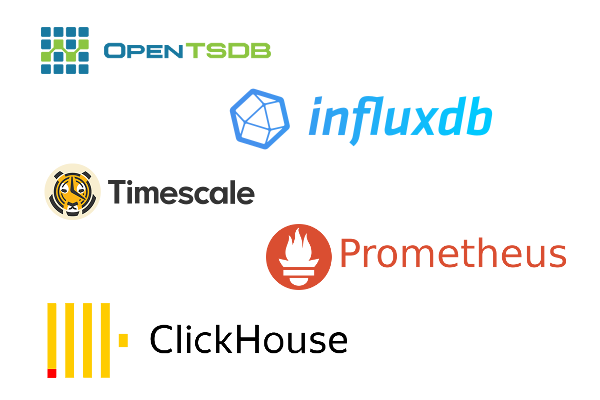 OPENTSDB
influxdb
Timescale
Prometheus
ClickHouse